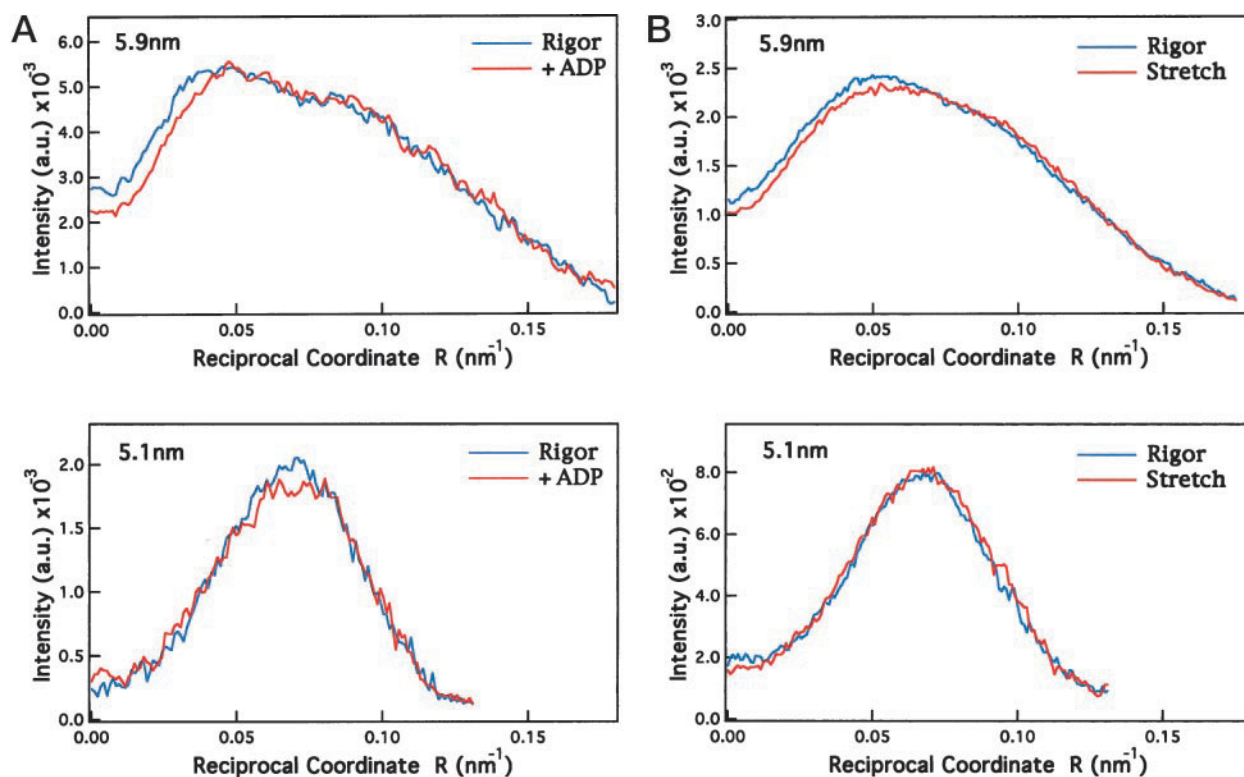 A
5.9nm
Rigor
+ ADP
Intensity (a.u.) x10⁻³
6.0
5.0
4.0
3.0
2.0
1.0
0.0
0.00 0.05 0.10 0.15
Reciprocal Coordinate R (nm⁻¹)
B
5.9nm
Rigor
Stretch
Intensity (a.u.) x10⁻³
3.0
2.5
2.0
1.5
1.0
0.5
0.0
0.00 0.05 0.10 0.15
Reciprocal Coordinate R (nm⁻¹)
5.1nm
Rigor
+ ADP
Intensity (a.u.) x10⁻³
2.0
1.5
1.0
0.5
0.0
0.00 0.05 0.10 0.15
Reciprocal Coordinate R (nm⁻¹)
5.1nm
Rigor
Stretch
Intensity (a.u.) x10⁻²
8.0
6.0
4.0
2.0
0.0
0.00 0.05 0.10 0.15
Reciprocal Coordinate R (nm⁻¹)